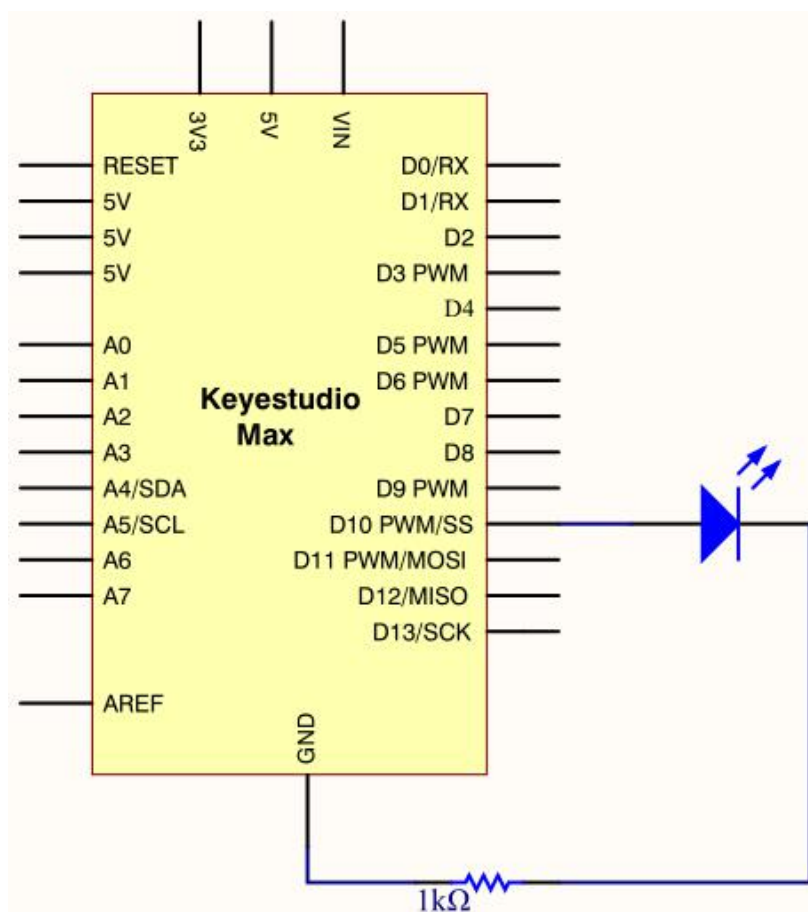 3V3
5V
VIN
RESET
5V
5V
5V
A0
A1
A2
A3
A4/SDA
A5/SCL
A6
A7
AREF
Keyestudio
Max
D0/RX
D1/RX
D2
D3 PWM
D4
D5 PWM
D6 PWM
D7
D8
D9 PWM
D10 PWM/SS
D11 PWM/MOSI
D12/MISO
D13/SCK
GND
1kΩ